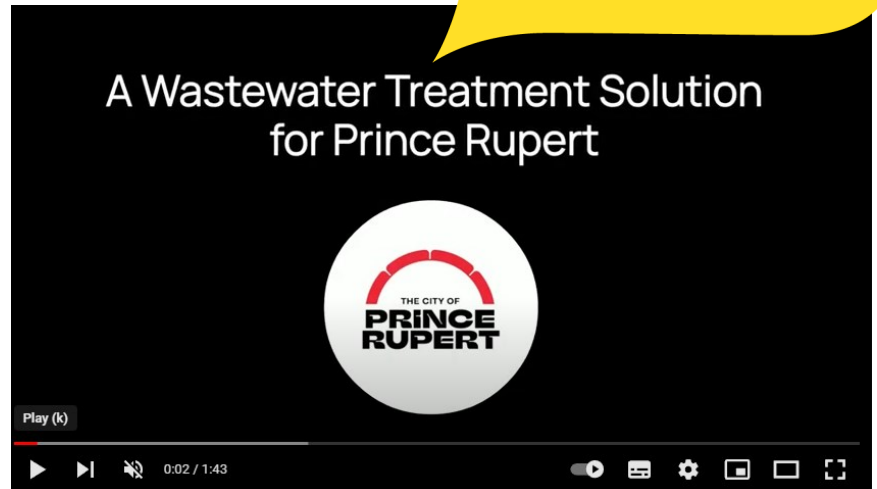 A Wastewater Treatment Solution
for Prince Rupert
THE CITY OF
PRINCE
RUPERT
Play (k)
0:02 / 1:43